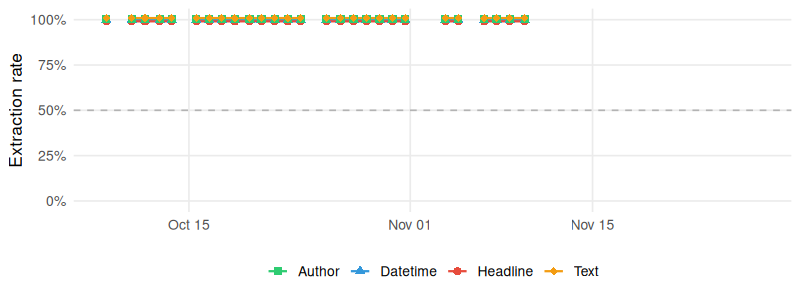 Extraction rate
100%
75%
50%
25%
0%
Oct 15 Nov 01 Nov 15
Author Datetime Headline Text